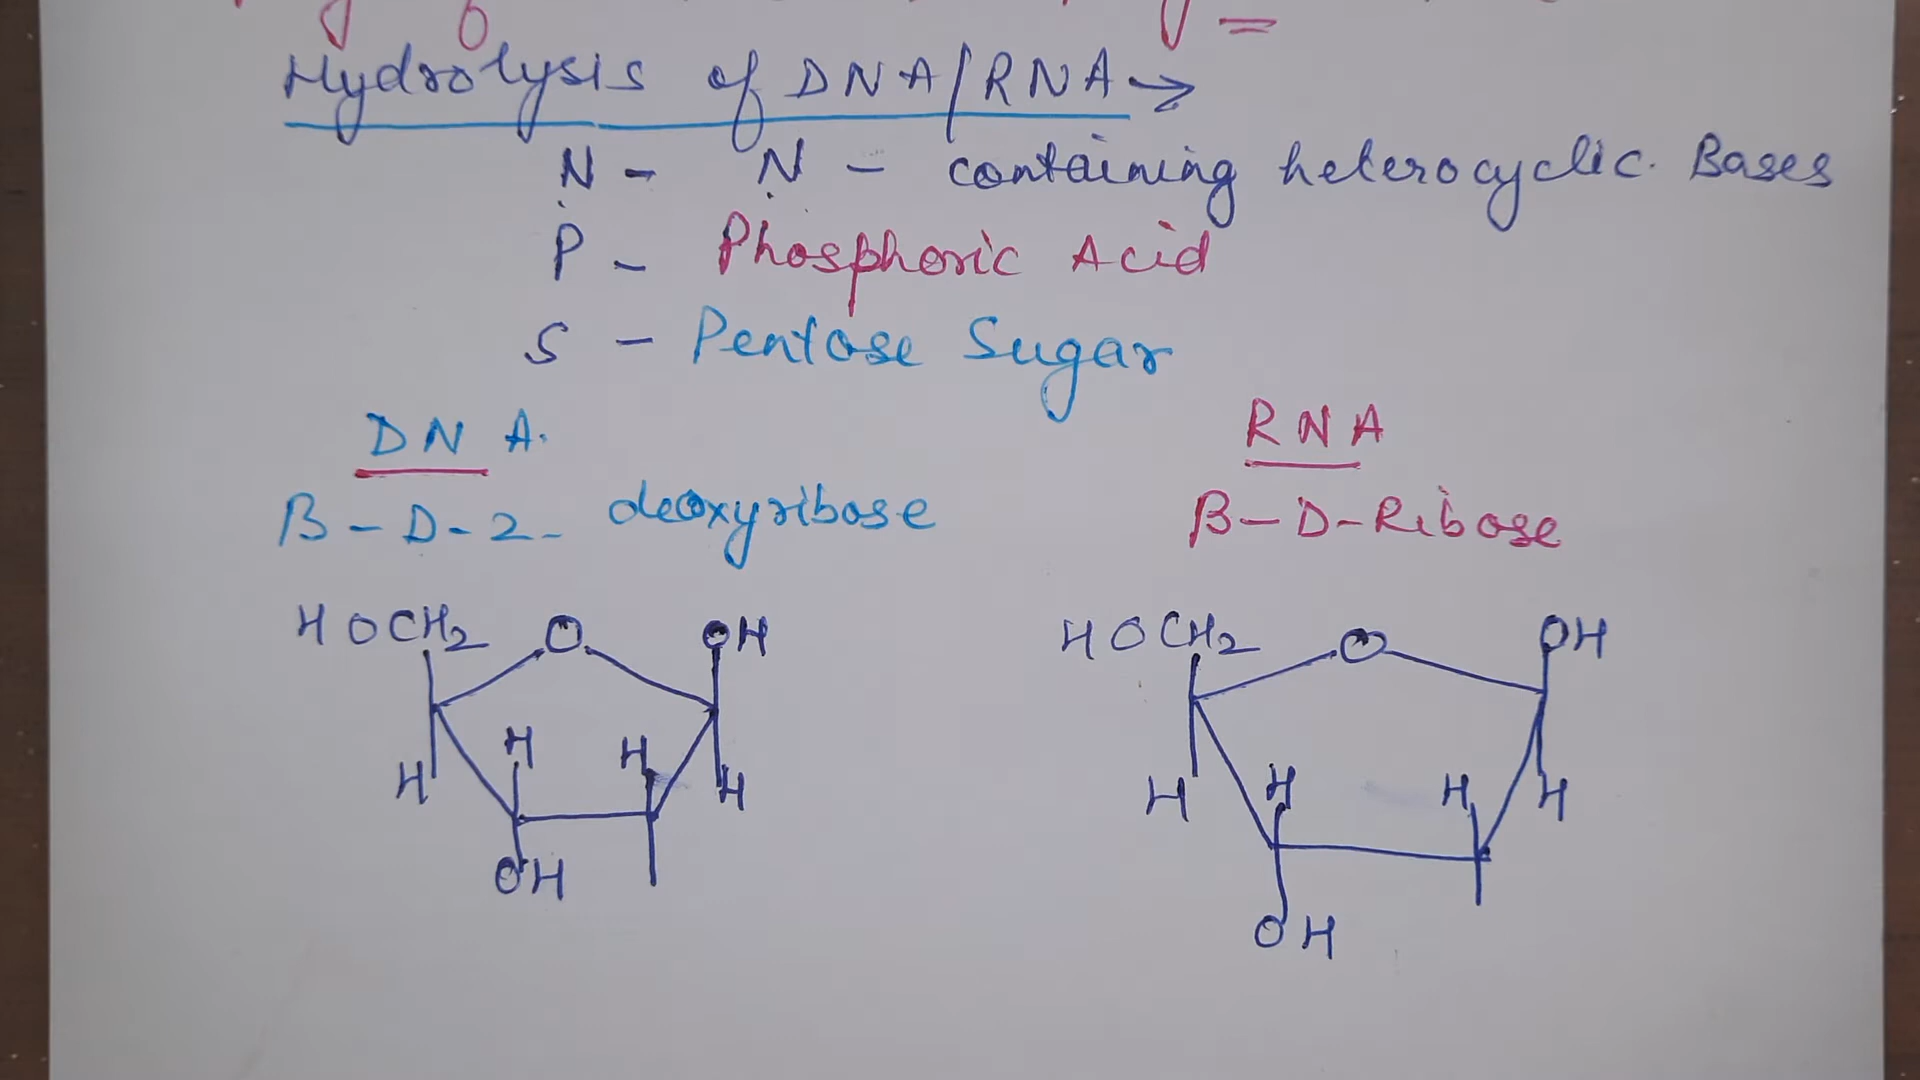 Hydrolysis of DNA/RNA →
N - N - containing heterocyclic. Bases
P - Phosphoric Acid
S - Pentose Sugar
DNA. RNA
B-D-2- deoxyribose B-D-Ribose
HOCH2 O OH HOCH2 O OH
H H H H H H H H
OH OH